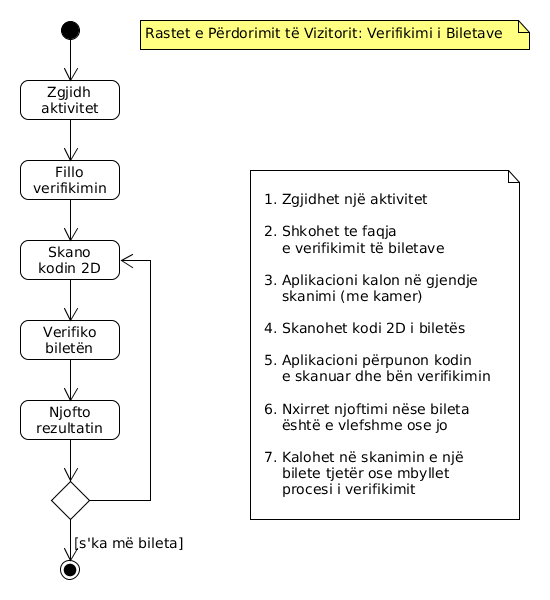 Rastet e Përdorimit të Vizitorit: Verifikimi i Biletave
Zgjidh
aktivitet
Fillo
verifikimin
Skano
kodin 2D
Verifiko
biletën
Njofto
rezultatin
[s'ka më bileta]
1. Zgjidhet një aktivitet
2. Shkohet te faqja
e verifikimit të biletave
3. Aplikacioni kalon në gjendje
skanimi (me kamer)
4. Skanohet kodi 2D i biletës
5. Aplikacioni përpunon kodin
e skanuar dhe bën verifikimin
6. Nxirret njoftimi nëse bileta
është e vlefshme ose jo
7. Kalohet në skanimin e një
bilete tjetër ose mbyllet
procesi i verifikimit